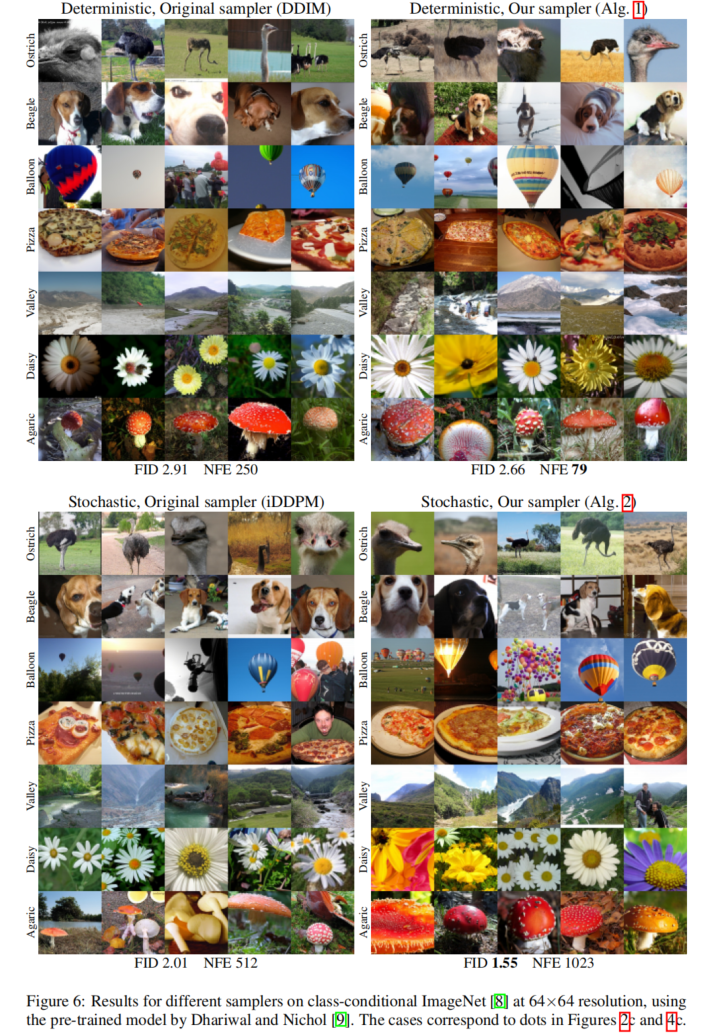 Deterministic, Original sampler (DDIM)
Ostrich
Beagle
Balloon
Pizza
Valley
Daisy
Agaric
FID 2.91 NFE 250
Deterministic, Our sampler (Alg. 1)
Ostrich
Beagle
Balloon
Pizza
Valley
Daisy
Agaric
FID 2.66 NFE 79
Stochastic, Original sampler (iDDPM)
Ostrich
Beagle
Balloon
Pizza
Valley
Daisy
Agaric
FID 2.01 NFE 512
Stochastic, Our sampler (Alg. 2)
Ostrich
Beagle
Balloon
Pizza
Valley
Daisy
Agaric
FID 1.55 NFE 1023
Figure 6: Results for different samplers on class-conditional ImageNet [8] at 64×64 resolution, using
the pre-trained model by Dhariwal and Nichol [9]. The cases correspond to dots in Figures 2c and 4c.